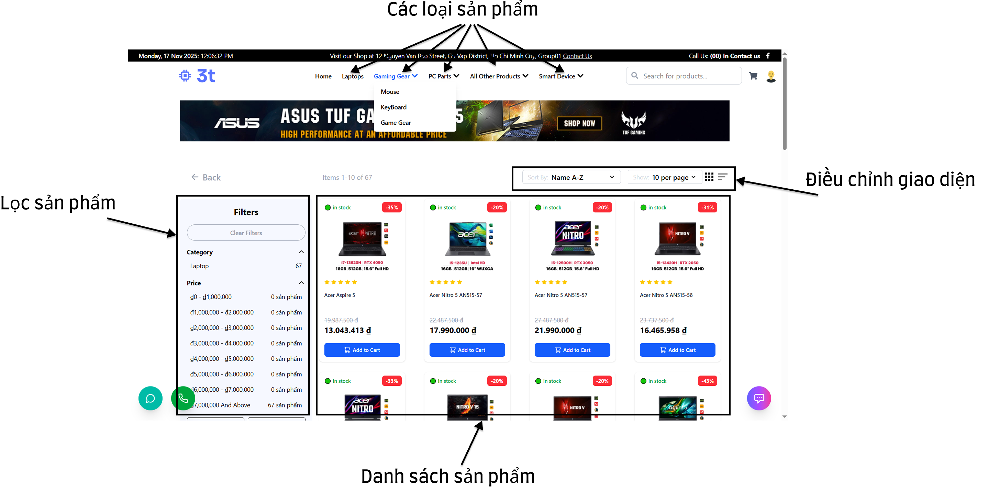 Các loại sản phẩm
Monday, 17 Nov 2025: 12:06:32 PM
Visit our Shop at 12 Nguyen Van Bao Street, Go Vap District, Ho Chi Minh City, Group01 Contact Us
Call Us: (00) In Contact us
3t
Home
Laptops
Gaming Gear
PC Parts
All Other Products
Smart Device
Search for products...
Mouse
KeyBoard
Game Gear
ASUS
ASUS TUF GA 5
HIGH PERFORMANCE AT AN AFFORDABLE PRICE
SHOP NOW
TUF GAMING
Back
Items 1-10 of 67
Sort By: Name A-Z
Show: 10 per page
Điều chỉnh giao diện
Lọc sản phẩm
Filters
Clear Filters
Category
Laptop 67
Price
₫0 - ₫1,000,000 0 sản phẩm
₫1,000,000 - ₫2,000,000 0 sản phẩm
₫2,000,000 - ₫3,000,000 0 sản phẩm
₫3,000,000 - ₫4,000,000 0 sản phẩm
₫4,000,000 - ₫5,000,000 0 sản phẩm
₫5,000,000 - ₫6,000,000 0 sản phẩm
₫6,000,000 - ₫7,000,000 0 sản phẩm
₫7,000,000 And Above 67 sản phẩm
in stock -35%
acer NITRO
i7-13620H RTX 4050
16GB 512GB 15.6" Full HD
Acer Aspire 5
19.987.500 ₫
13.043.413 ₫
Add to Cart
in stock -20%
acer
I5-1235U Intel HD
16GB 512GB 16" WUXGA
Acer Nitro 5 AN515-57
22.487.500 ₫
17.990.000 ₫
Add to Cart
in stock -20%
acer
NITRO
i5-12500H RTX 3050
16GB 512GB 15.6" Full HD
Acer Nitro 5 AN515-57
27.487.500 ₫
21.990.000 ₫
Add to Cart
in stock -31%
NITRO V
i5-13420H RTX 2050
16GB 512GB 15.6" Full HD
Acer Nitro 5 AN515-58
23.737.500 ₫
16.465.958 ₫
Add to Cart
in stock -33%
acer
NITRO
in stock -20%
NITRO V 15
in stock -20%
NITRO V
in stock -43%
Aspire 5
Danh sách sản phẩm